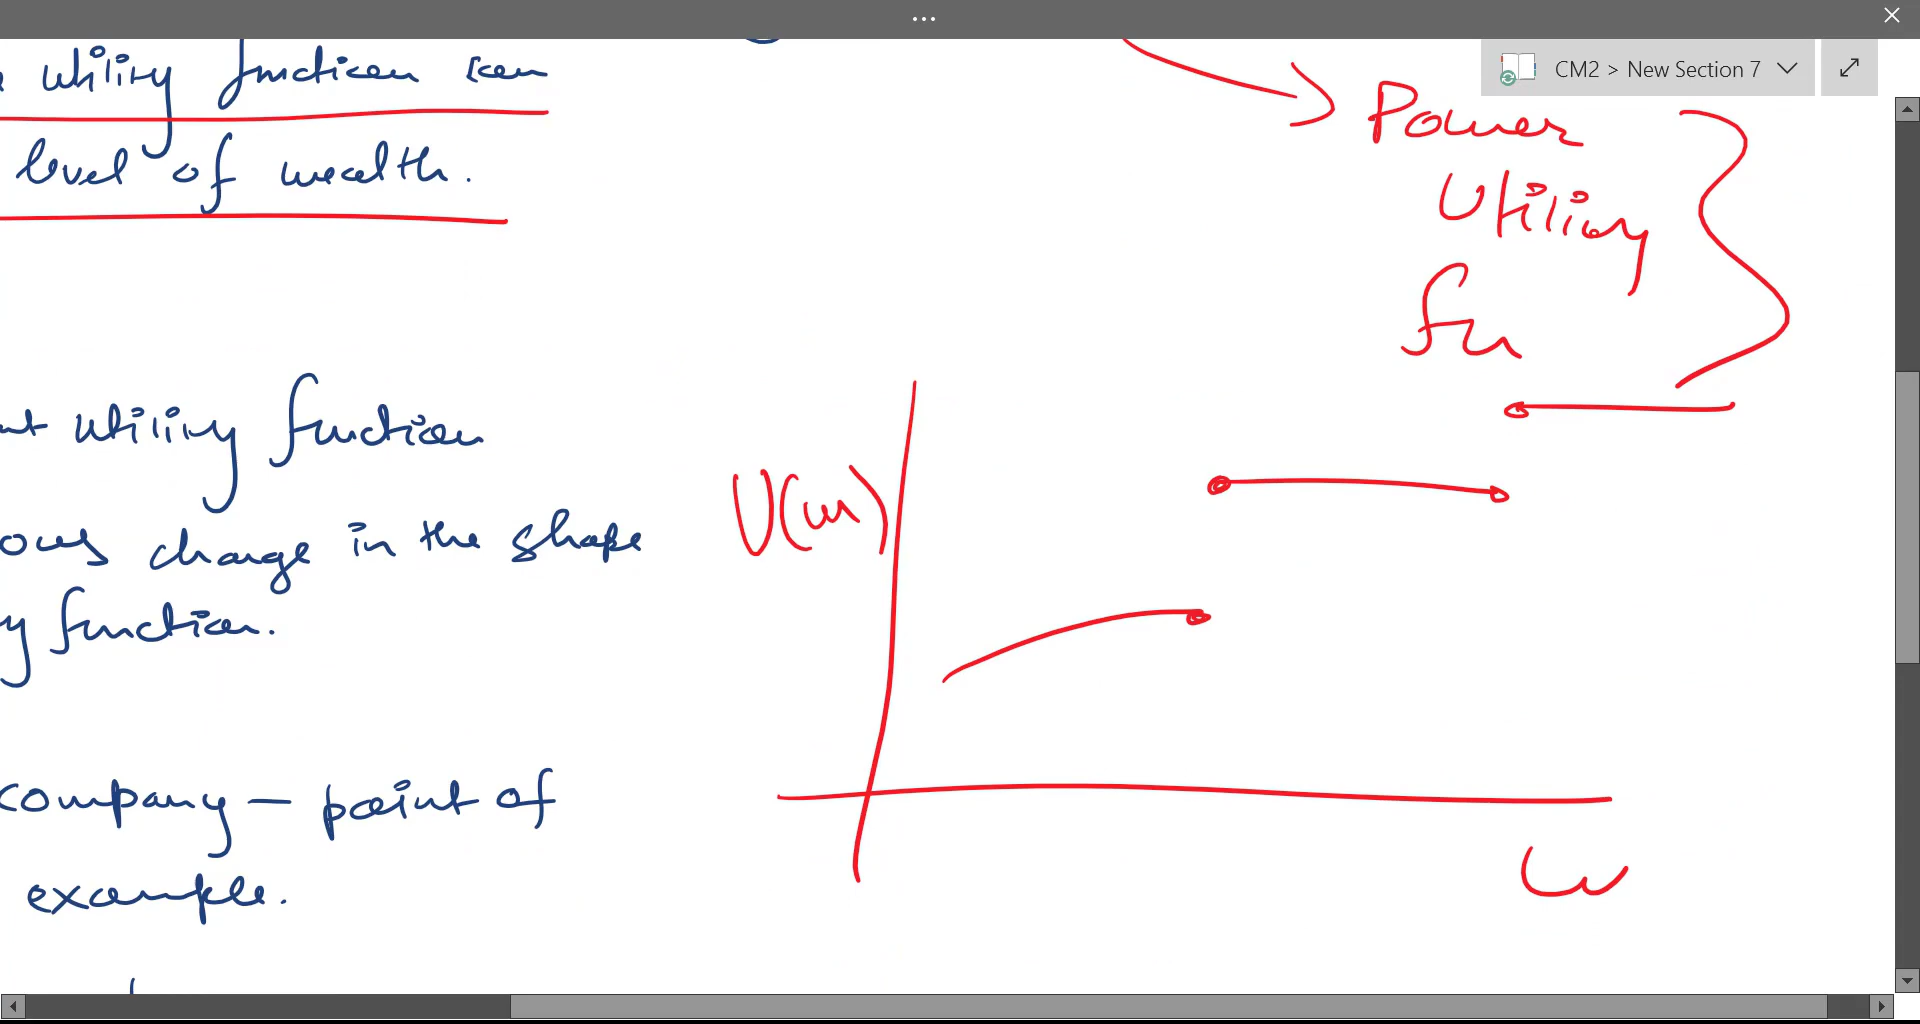 CM2 > New Section 7
utility function can
level of wealth.
Power
Utility
fn
utility function
ous change in the shape
y function.
U(w)
company — point of
example.
w